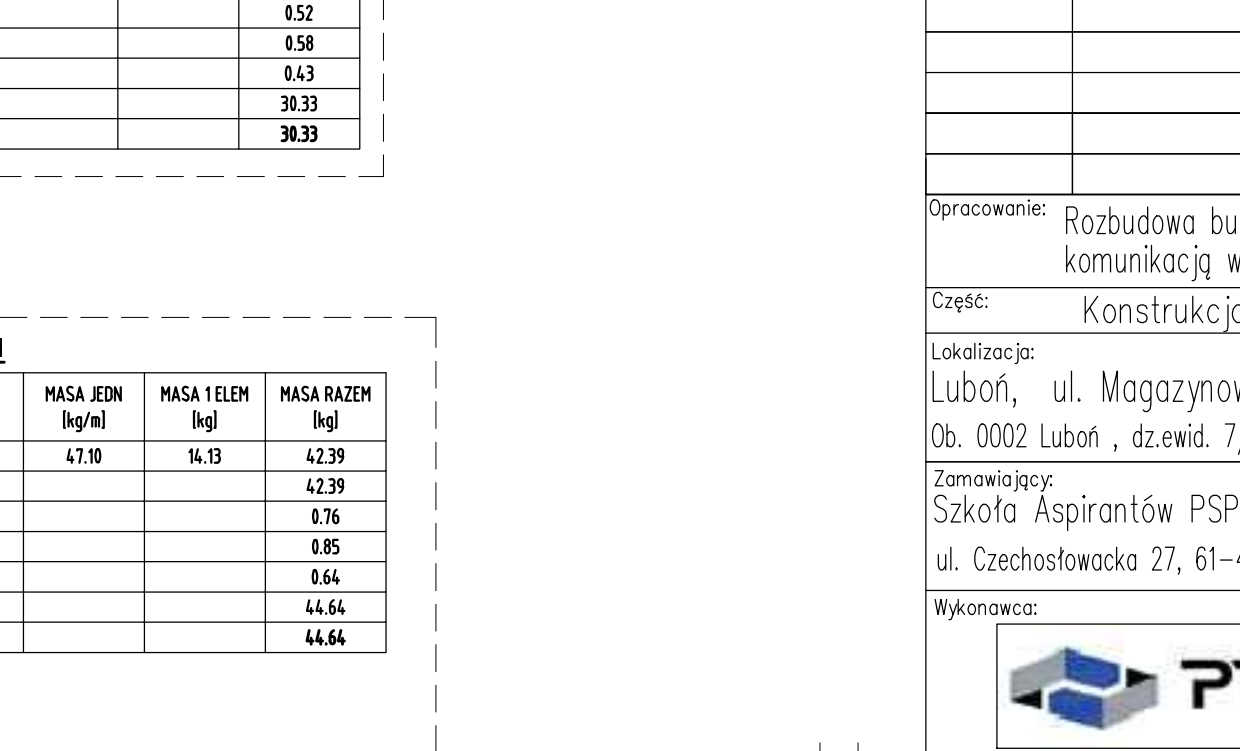 0.52
0.58
0.43
30.33
30.33
MASA JEDN [kg/m] MASA 1 ELEM [kg] MASA RAZEM [kg]
47.10 14.13 42.39
42.39
0.76
0.85
0.64
44.64
44.64
Opracowanie: Rozbudowa
komunikacją
Część: Konstrukcja
Lokalizacja:
Luboń, ul.
Ob. 0002 Luboń , dz.ewid. 7,
Zamawiający:
Szkoła Aspirantów PSP
ul. Czechosłowacka 27, 61-4
Wykonawca: